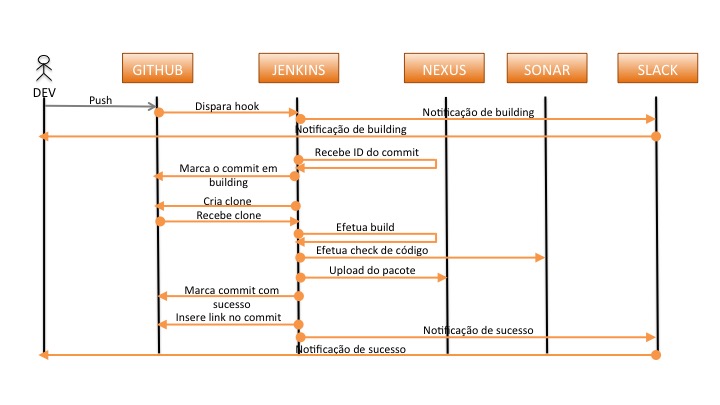 GITHUB
JENKINS
NEXUS
SONAR
SLACK
DEV
Push
Dispara hook
Notificação de building
Notificação de building
Recebe ID do commit
Marca o commit em
building
Cria clone
Recebe clone
Efetua build
Efetua check de código
Upload do pacote
Marca commit com
sucesso
Insere link no commit
Notificação de sucesso
Notificação de sucesso